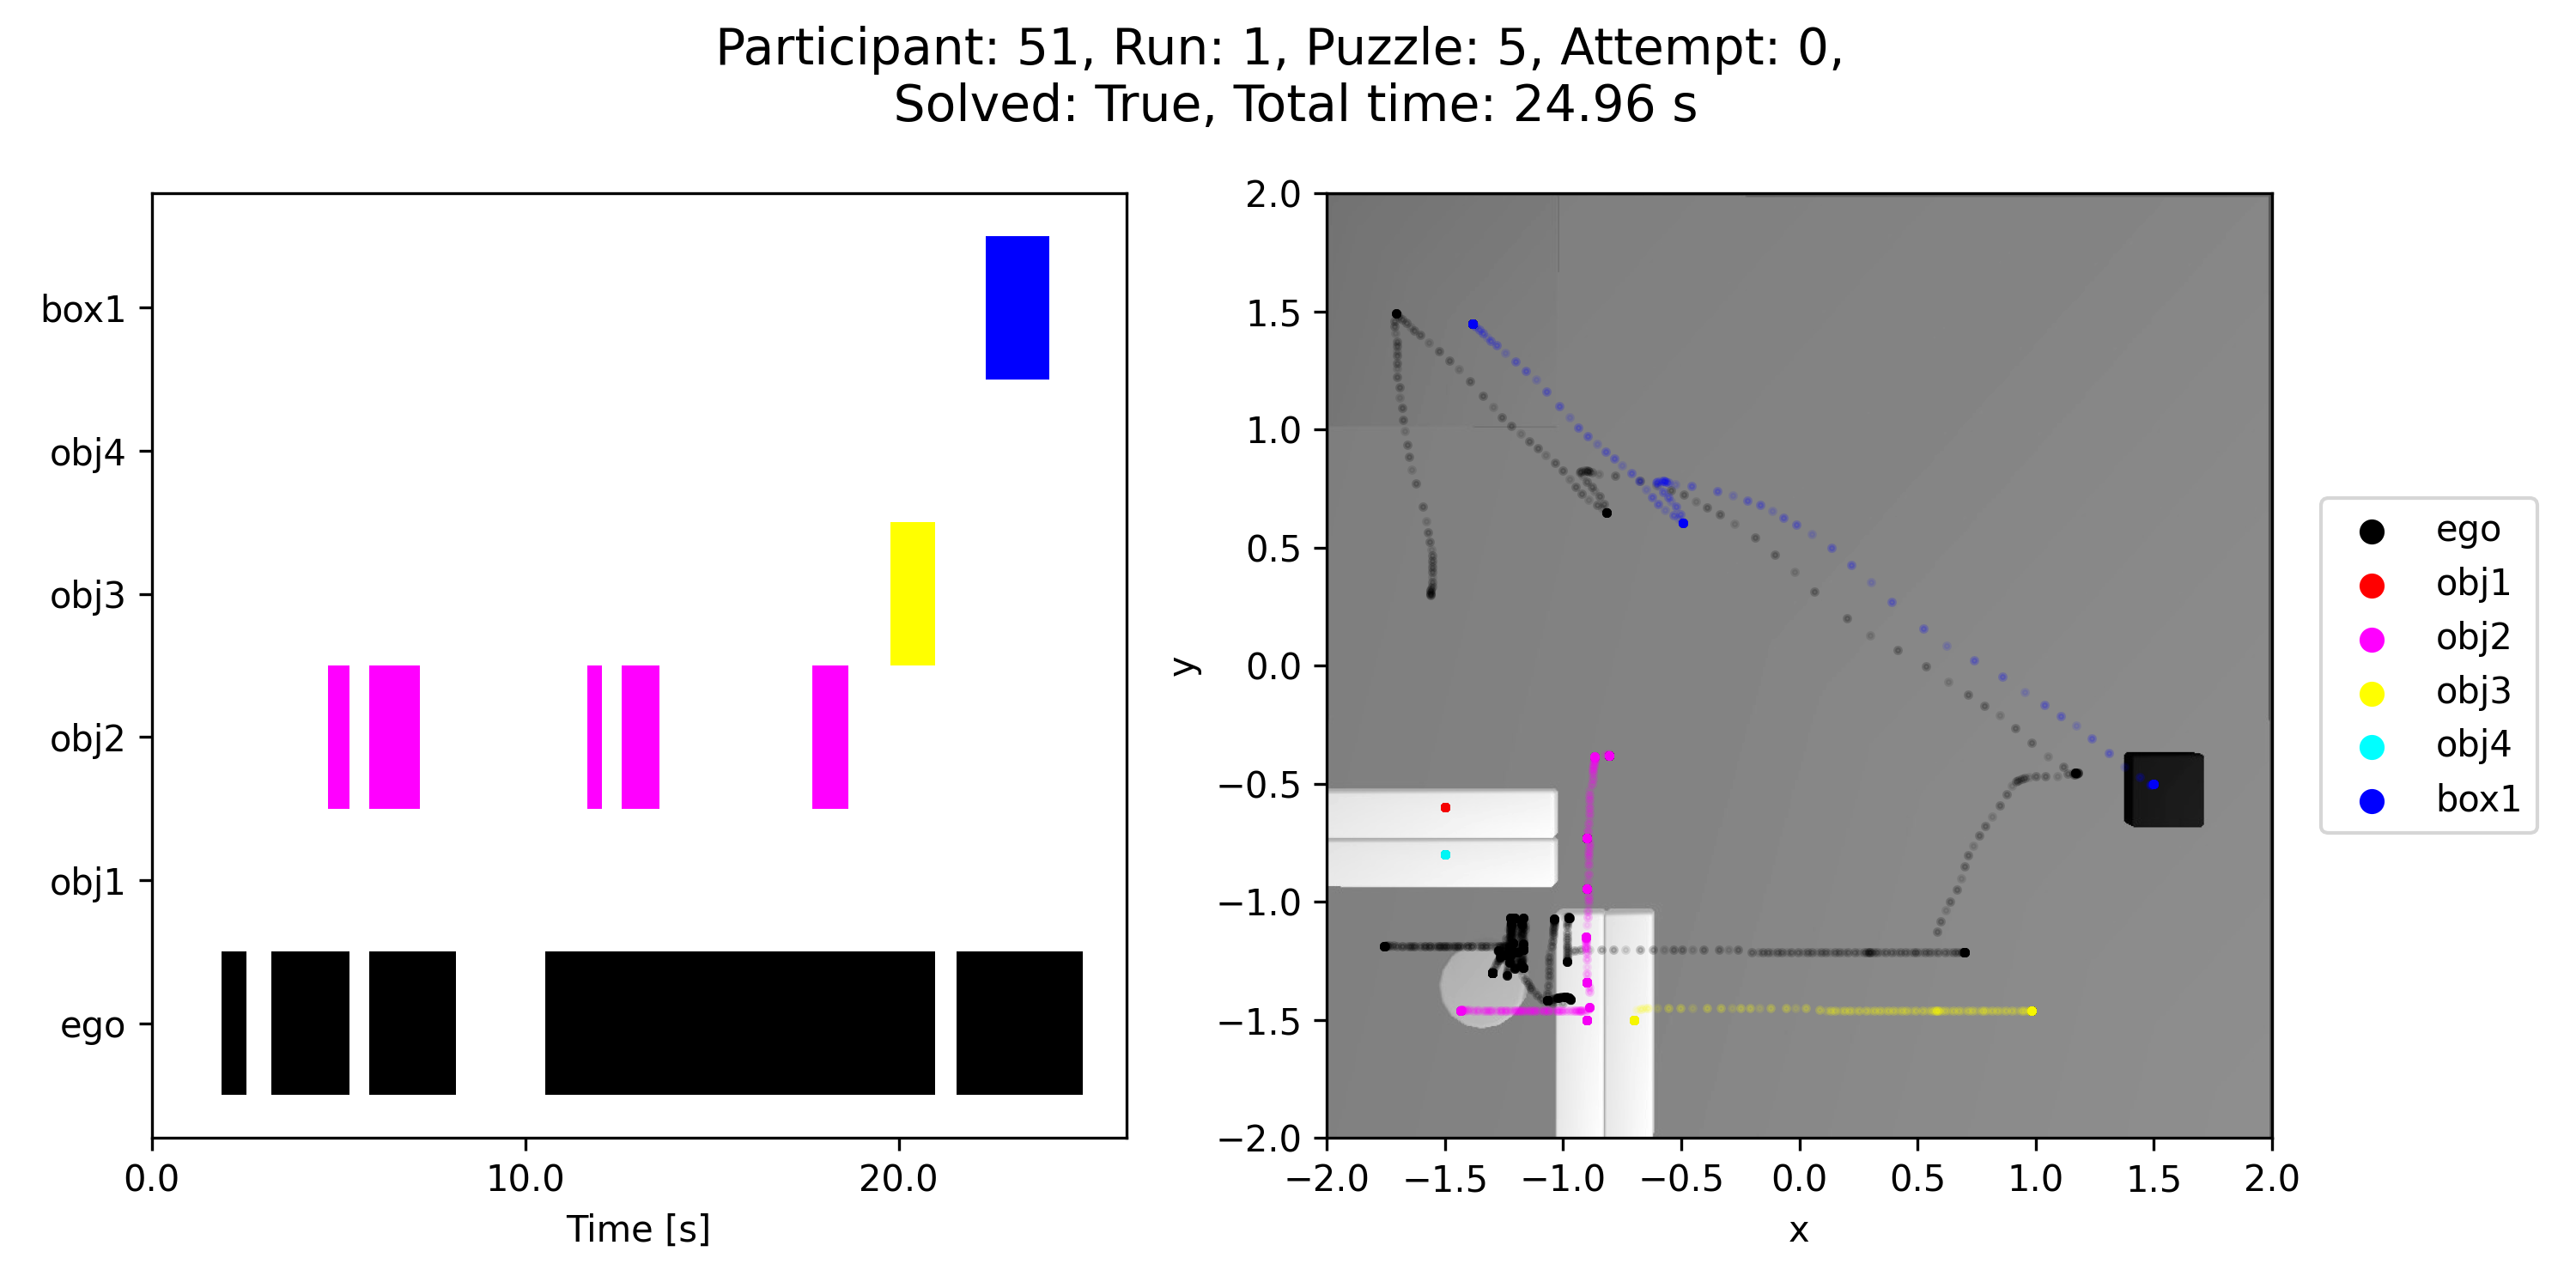 Participant: 51, Run: 1, Puzzle: 5, Attempt: 0,
Solved: True, Total time: 24.96 s
box1
obj4
obj3
obj2
obj1
ego
0.0 10.0 20.0
Time [s]
2.0
1.5
1.0
0.5
0.0
−0.5
−1.0
−1.5
−2.0
y
−2.0 −1.5 −1.0 −0.5 0.0 0.5 1.0 1.5 2.0
x
ego
obj1
obj2
obj3
obj4
box1